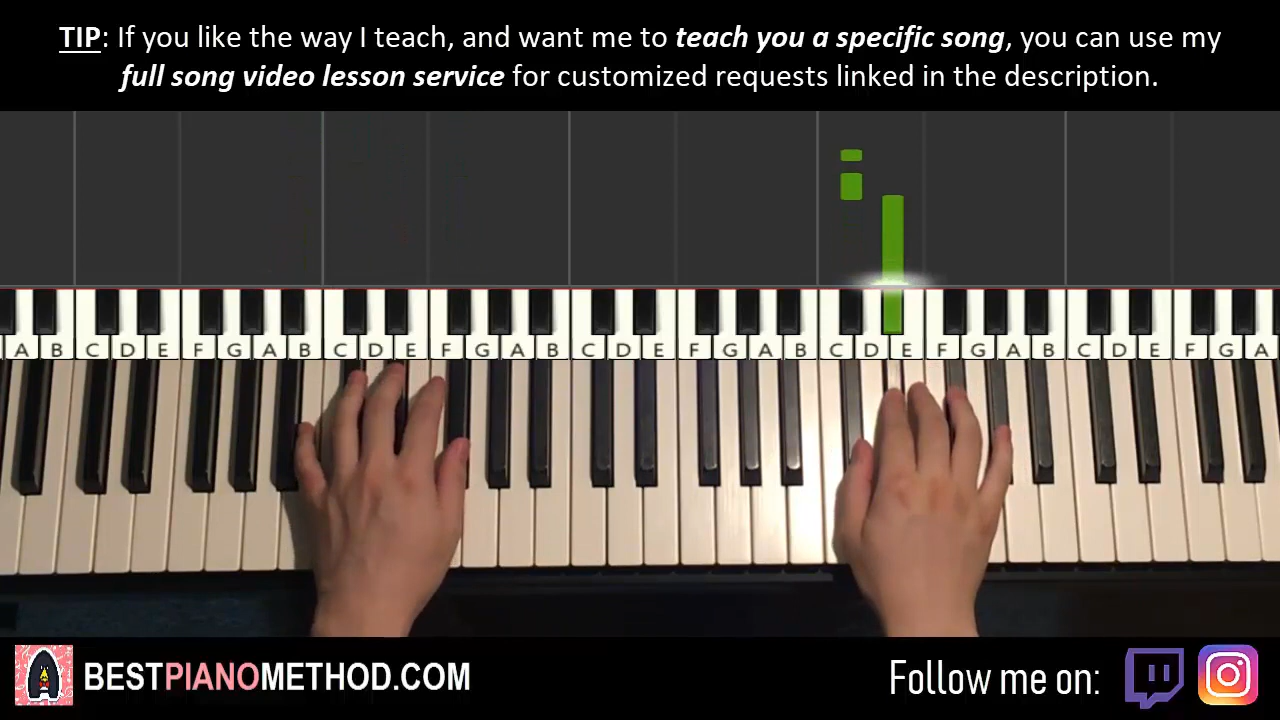 TIP: If you like the way I teach, and want me to teach you a specific song, you can use my
full song video lesson service for customized requests linked in the description.
A B C D E F G A B C D E F G A B C D E F G A B C D E F G A B C D E F G A
BESTPIANOMETHOD.COM
Follow me on: